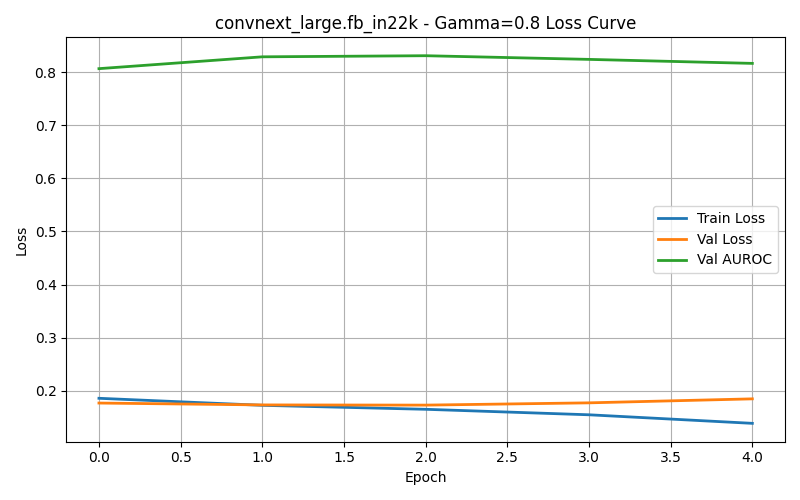 convnext_large.fb_in22k - Gamma=0.8 Loss Curve
Loss
0.8
0.7
0.6
0.5
0.4
0.3
0.2
Train Loss
Val Loss
Val AUROC
0.0 0.5 1.0 1.5 2.0 2.5 3.0 3.5 4.0
Epoch